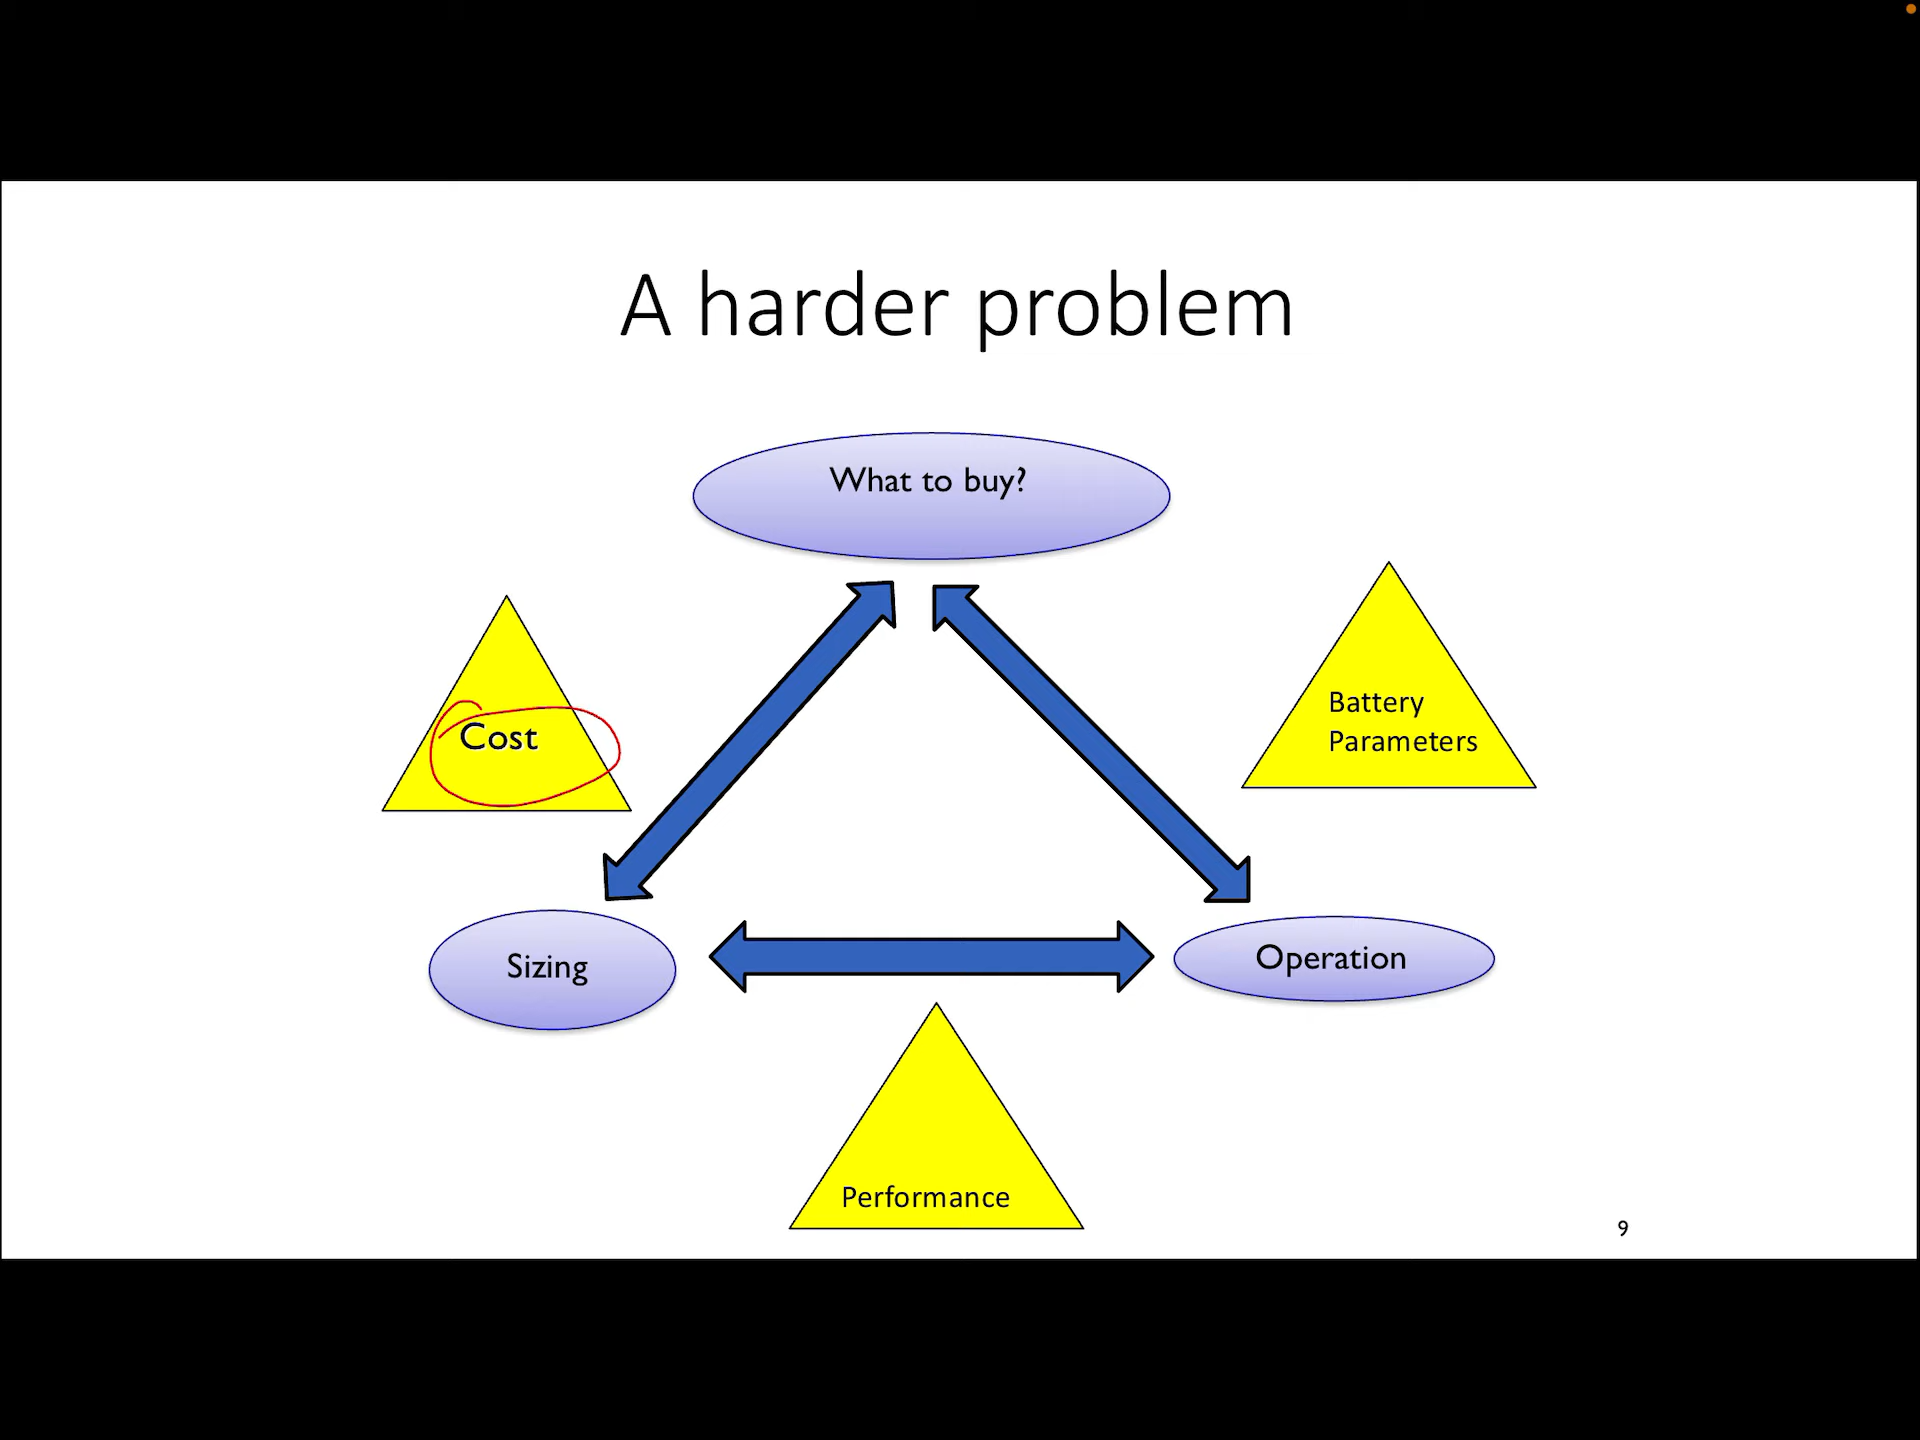 A harder problem
What to buy?
Cost
Battery
Parameters
Sizing
Operation
Performance
9